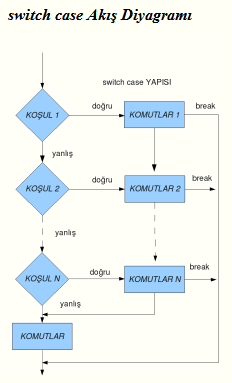 switch case Akış Diyagramı
switch case YAPISI
KOŞUL 1
doğru
KOMUTLAR 1
break
yanlış
KOŞUL 2
doğru
KOMUTLAR 2
break
yanlış
KOŞUL N
doğru
KOMUTLAR N
break
yanlış
KOMUTLAR